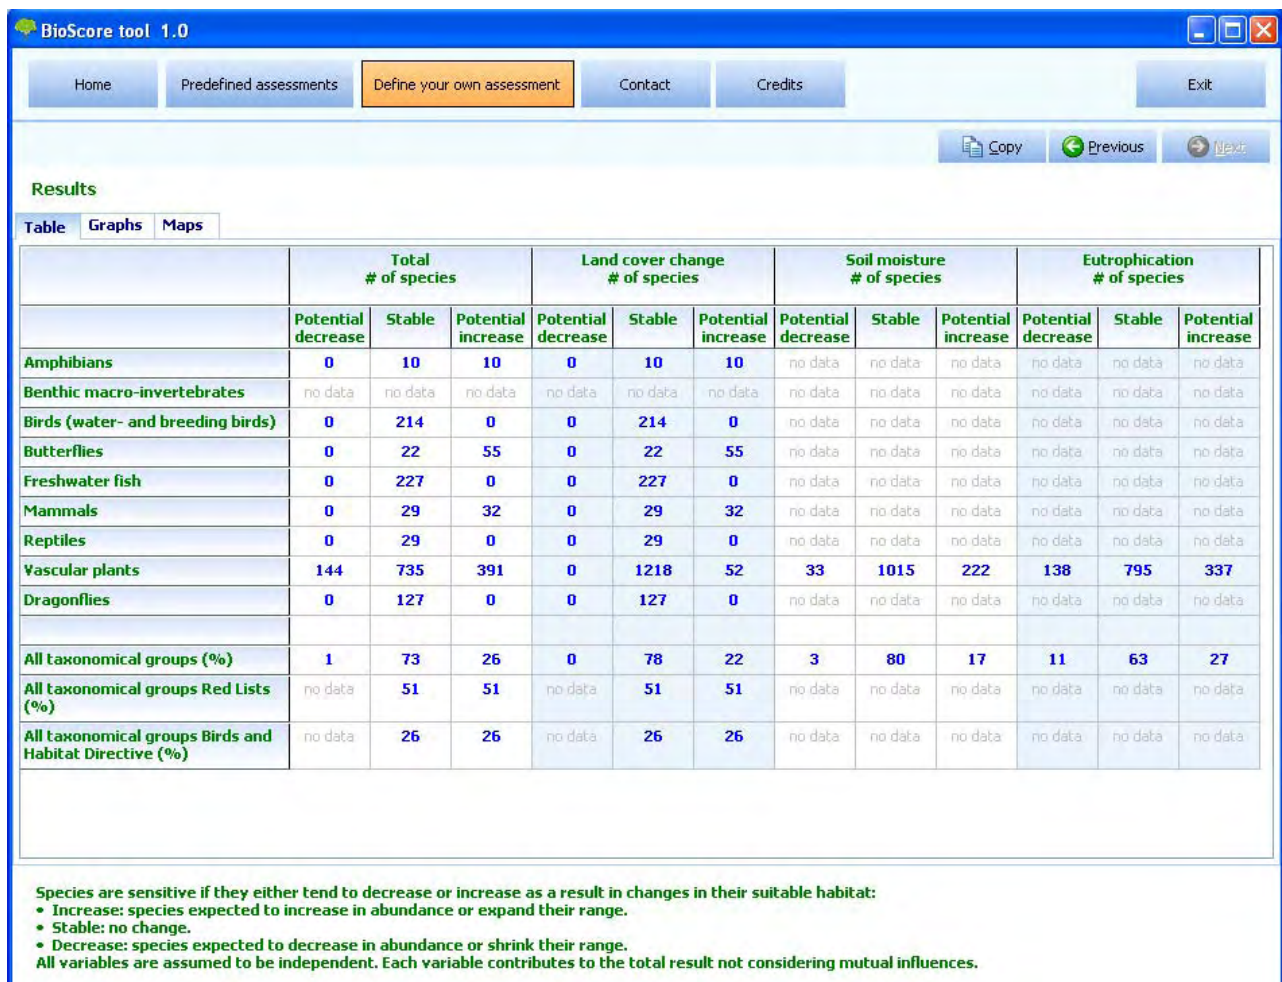 BioScore tool 1.0
Home Predefined assessments Define your own assessment Contact Credits Exit
Copy Previous Next
Results
Table Graphs Maps
Total Land cover change Soil moisture Eutrophication
# of species # of species # of species # of species
Potential Stable Potential Potential Stable Potential Potential Stable Potential Potential Stable Potential
decrease increase decrease increase decrease increase decrease increase
Amphibians 0 10 10 0 10 10 no data no data no data no data no data no data
Benthic macro-invertebrates no data no data no data no data no data no data no data no data no data no data no data no data
Birds (water- and breeding birds) 0 214 0 0 214 0 no data no data no data no data no data no data
Butterflies 0 22 55 0 22 55 no data no data no data no data no data no data
Freshwater fish 0 227 0 0 227 0 no data no data no data no data no data no data
Mammals 0 29 32 0 29 32 no data no data no data no data no data no data
Reptiles 0 29 0 0 29 0 no data no data no data no data no data no data
Vascular plants 144 735 391 0 1218 52 33 1015 222 138 795 337
Dragonflies 0 127 0 0 127 0 no data no data no data no data no data no data
All taxonomical groups (%) 1 73 26 0 78 22 3 80 17 11 63 27
All taxonomical groups Red Lists no data 51 51 no data 51 51 no data no data no data no data no data no data
(%)
All taxonomical groups Birds and no data 26 26 no data 26 26 no data no data no data no data no data no data
Habitat Directive (%)
Species are sensitive if they either tend to decrease or increase as a result in changes in their suitable habitat:
• Increase: species expected to increase in abundance or expand their range.
• Stable: no change.
• Decrease: species expected to decrease in abundance or shrink their range.
All variables are assumed to be independent. Each variable contributes to the total result not considering mutual influences.